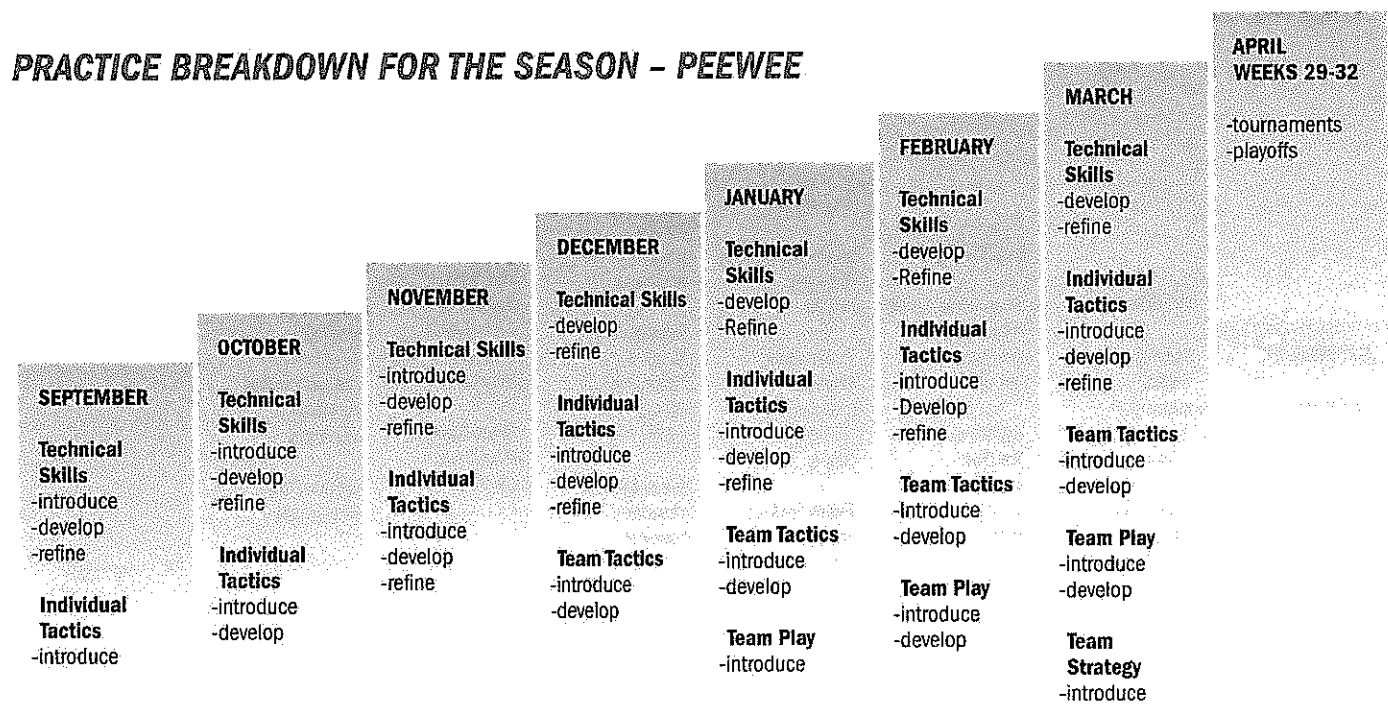 PRACTICE BREAKDOWN FOR THE SEASON – PEEWEE
SEPTEMBER
Technical
Skills
-introduce
-develop
-refine
Individual
Tactics
-introduce
OCTOBER
Technical
Skills
-introduce
-develop
-refine
Individual
Tactics
-introduce
-develop
NOVEMBER
Technical Skills
-introduce
-develop
-refine
Individual
Tactics
-introduce
-develop
-refine
DECEMBER
Technical Skills
-develop
-refine
Individual
Tactics
-introduce
-develop
-refine
Team Tactics
-introduce
-develop
JANUARY
Technical
Skills
-develop
-Refine
Individual
Tactics
-introduce
-develop
-refine
Team Tactics
-introduce
-develop
Team Play
-introduce
FEBRUARY
Technical
Skills
-develop
-Refine
Individual
Tactics
-introduce
-Develop
-refine
Team Tactics
-Introduce
-develop
Team Play
-introduce
-develop
MARCH
Technical
Skills
-develop
-refine
Individual
Tactics
-introduce
-develop
-refine
Team Tactics
-introduce
-develop
Team Play
-introduce
-develop
Team
Strategy
-introduce
APRIL
WEEKS 29-32
-tournaments
-playoffs